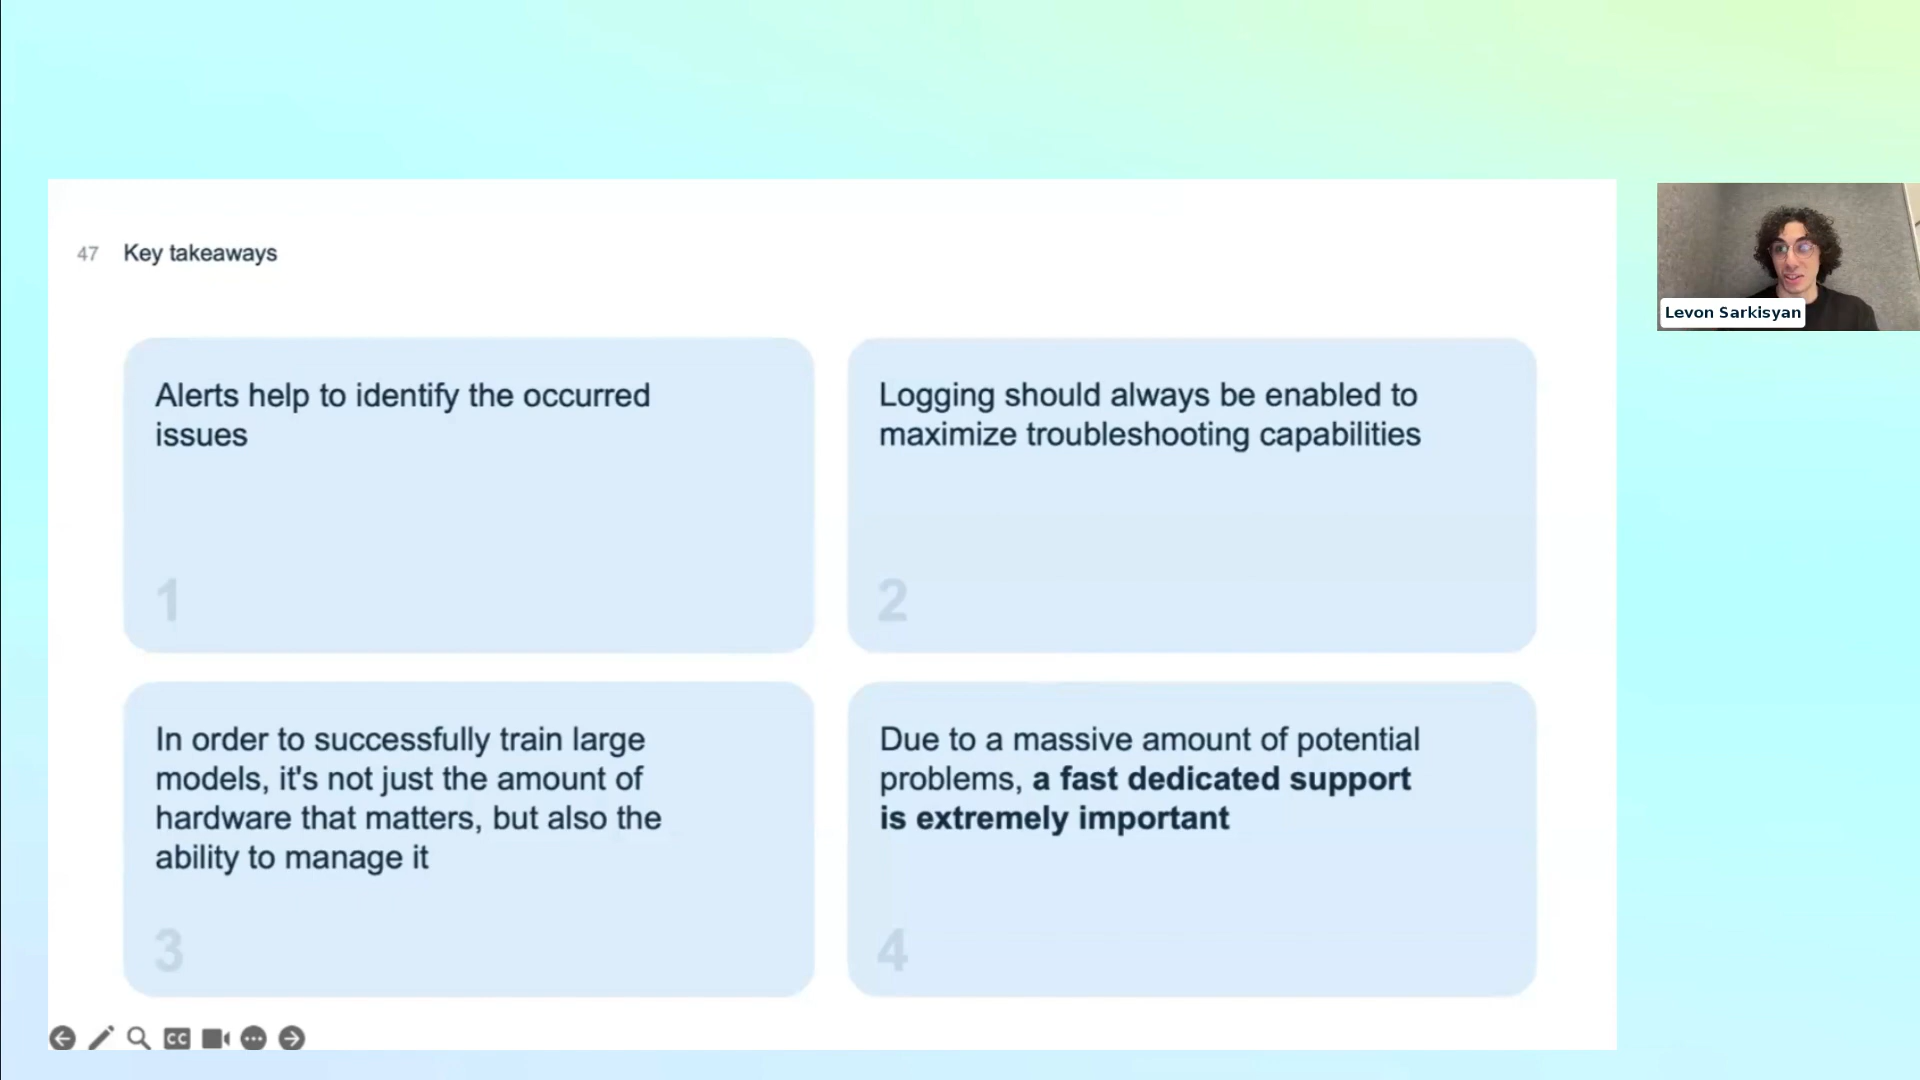 47 Key takeaways
Levon Sarkisyan
Alerts help to identify the occurred
issues
1
Logging should always be enabled to
maximize troubleshooting capabilities
2
In order to successfully train large
models, it's not just the amount of
hardware that matters, but also the
ability to manage it
3
Due to a massive amount of potential
problems, a fast dedicated support
is extremely important
4
CC